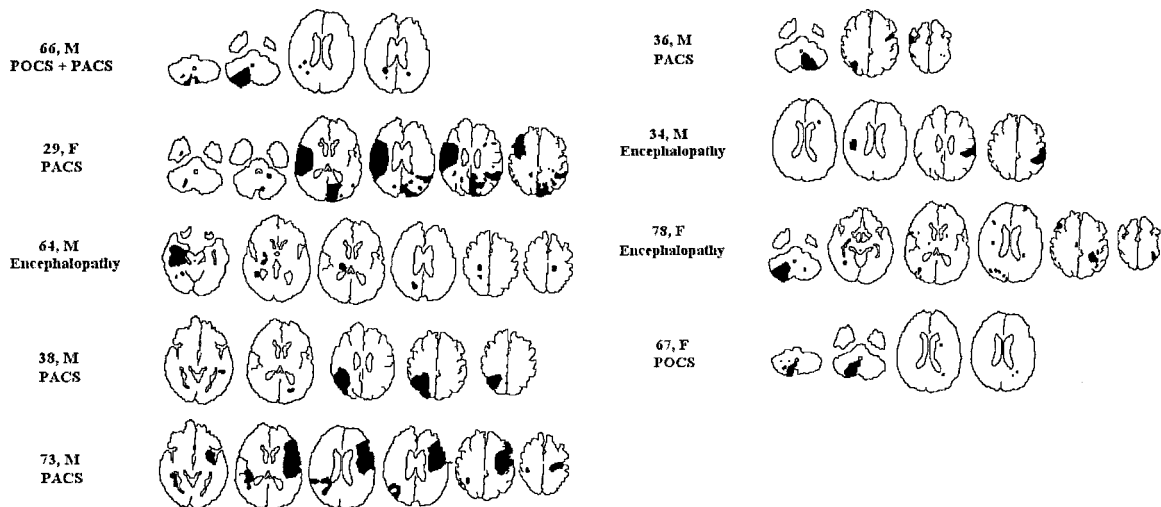 66, M
POCS + PACS
29, F
PACS
64, M
Encephalopathy
38, M
PACS
73, M
PACS
36, M
PACS
34, M
Encephalopathy
78, F
Encephalopathy
67, F
POCS